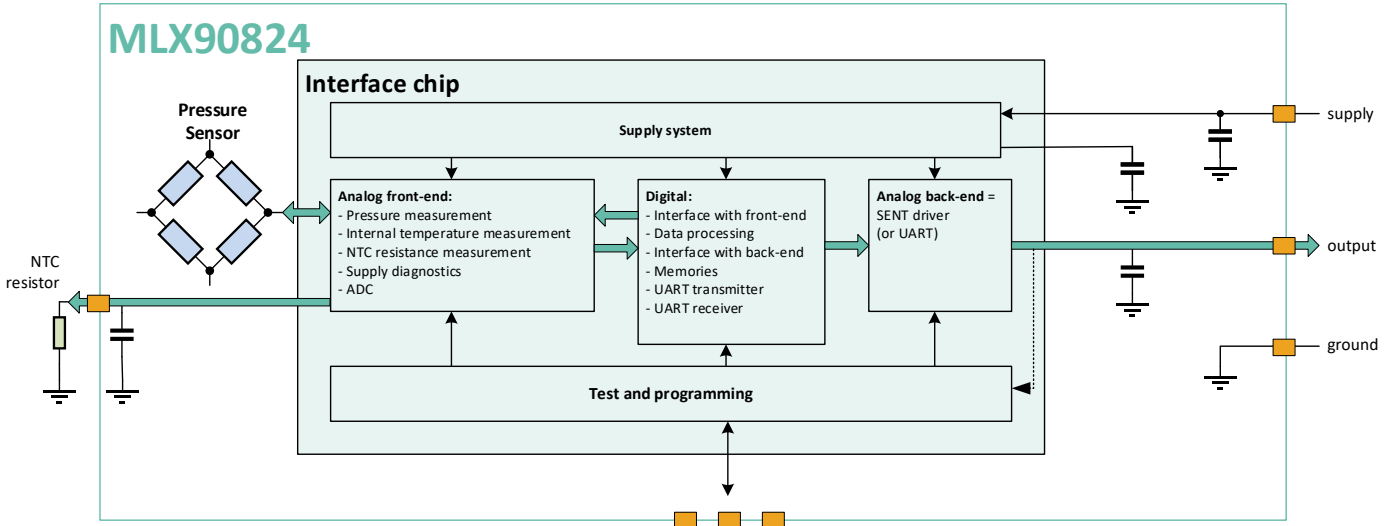 MLX90824
Interface chip
Pressure
Sensor
Supply system
supply
Analog front-end:
- Pressure measurement
- Internal temperature measurement
- NTC resistance measurement
- Supply diagnostics
- ADC
Digital:
- Interface with front-end
- Data processing
- Interface with back-end
- Memories
- UART transmitter
- UART receiver
Analog back-end =
SENT driver
(or UART)
output
NTC
resistor
ground
Test and programming